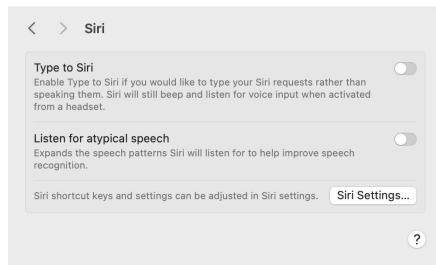 Siri
Type to Siri
Enable Type to Siri if you would like to type your Siri requests rather than
speaking them. Siri will still beep and listen for voice input when activated
from a headset.
Listen for atypical speech
Expands the speech patterns Siri will listen for to help improve speech
recognition.
Siri shortcut keys and settings can be adjusted in Siri settings. Siri Settings...
?